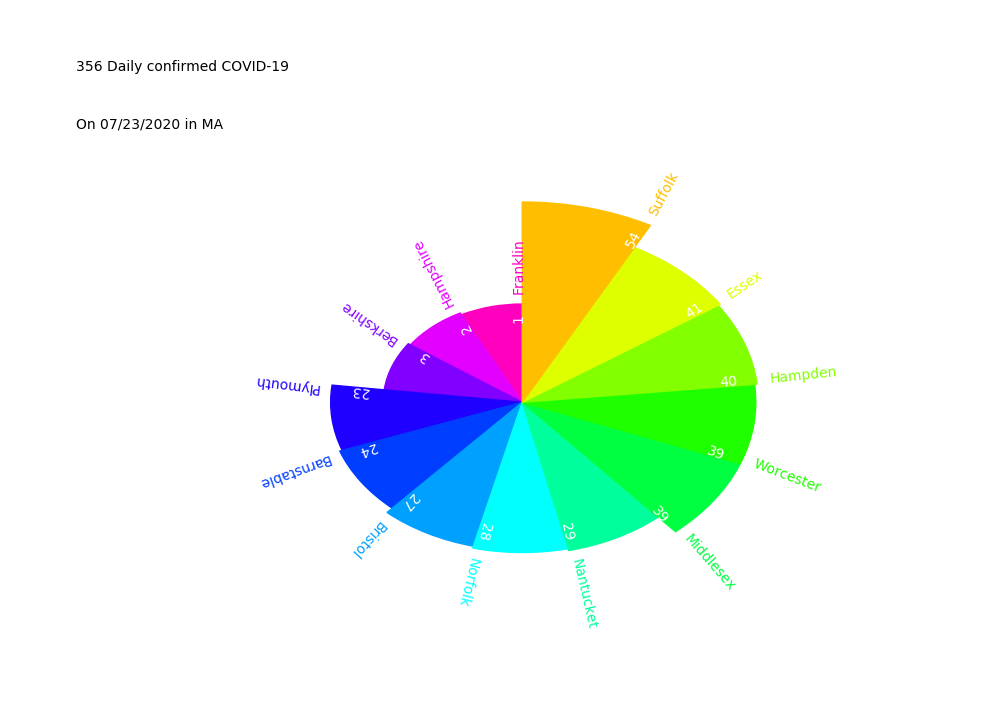 356 Daily confirmed COVID-19
On 07/23/2020 in MA
Suffolk
54
Essex
41
Hampden
40
Worcester
39
Middlesex
39
Nantucket
29
Norfolk
28
Bristol
27
Barnstable
24
Plymouth
23
Berkshire
3
Hampshire
2
Franklin
1